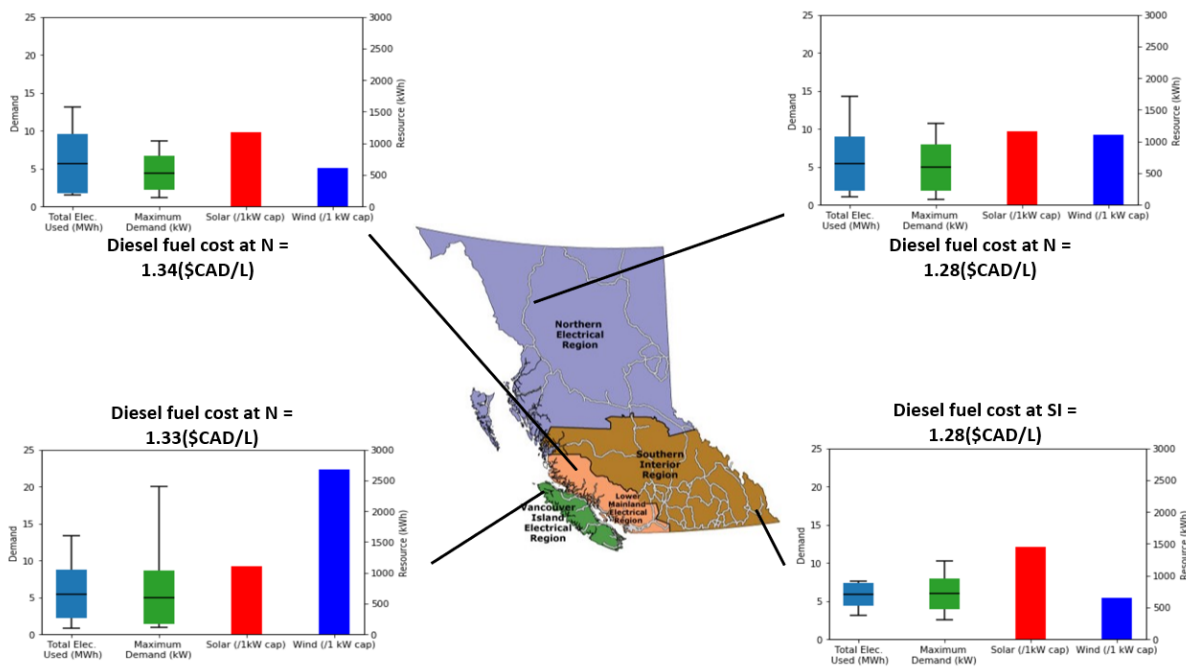 25
20
15
10
5
0
Demand
3000
2500
2000
1500
1000
500
0
Resource (kWh)
Total Elec.
Used (MWh)
Maximum
Demand (kW)
Solar (/1kW cap)
Wind (/1 kW cap)
Diesel fuel cost at N =
1.34($CAD/L)
25
20
15
10
5
0
Demand
3000
2500
2000
1500
1000
500
0
Resource (kWh)
Total Elec.
Used (MWh)
Maximum
Demand (kW)
Solar (/1kW cap)
Wind (/1 kW cap)
Diesel fuel cost at N =
1.28($CAD/L)
Northern
Electrical
Region
Southern
Interior
Region
Lower
Mainland
Electrical
Region
Vancouver
Island
Electrical
Region
Diesel fuel cost at N =
1.33($CAD/L)
25
20
15
10
5
0
Demand
3000
2500
2000
1500
1000
500
0
Resource (kWh)
Total Elec.
Used (MWh)
Maximum
Demand (kW)
Solar (/1kW cap)
Wind (/1 kW cap)
Diesel fuel cost at SI =
1.28($CAD/L)
25
20
15
10
5
0
Demand
3000
2500
2000
1500
1000
500
0
Resource (kWh)
Total Elec.
Used (MWh)
Maximum
Demand (kW)
Solar (/1kW cap)
Wind (/1 kW cap)